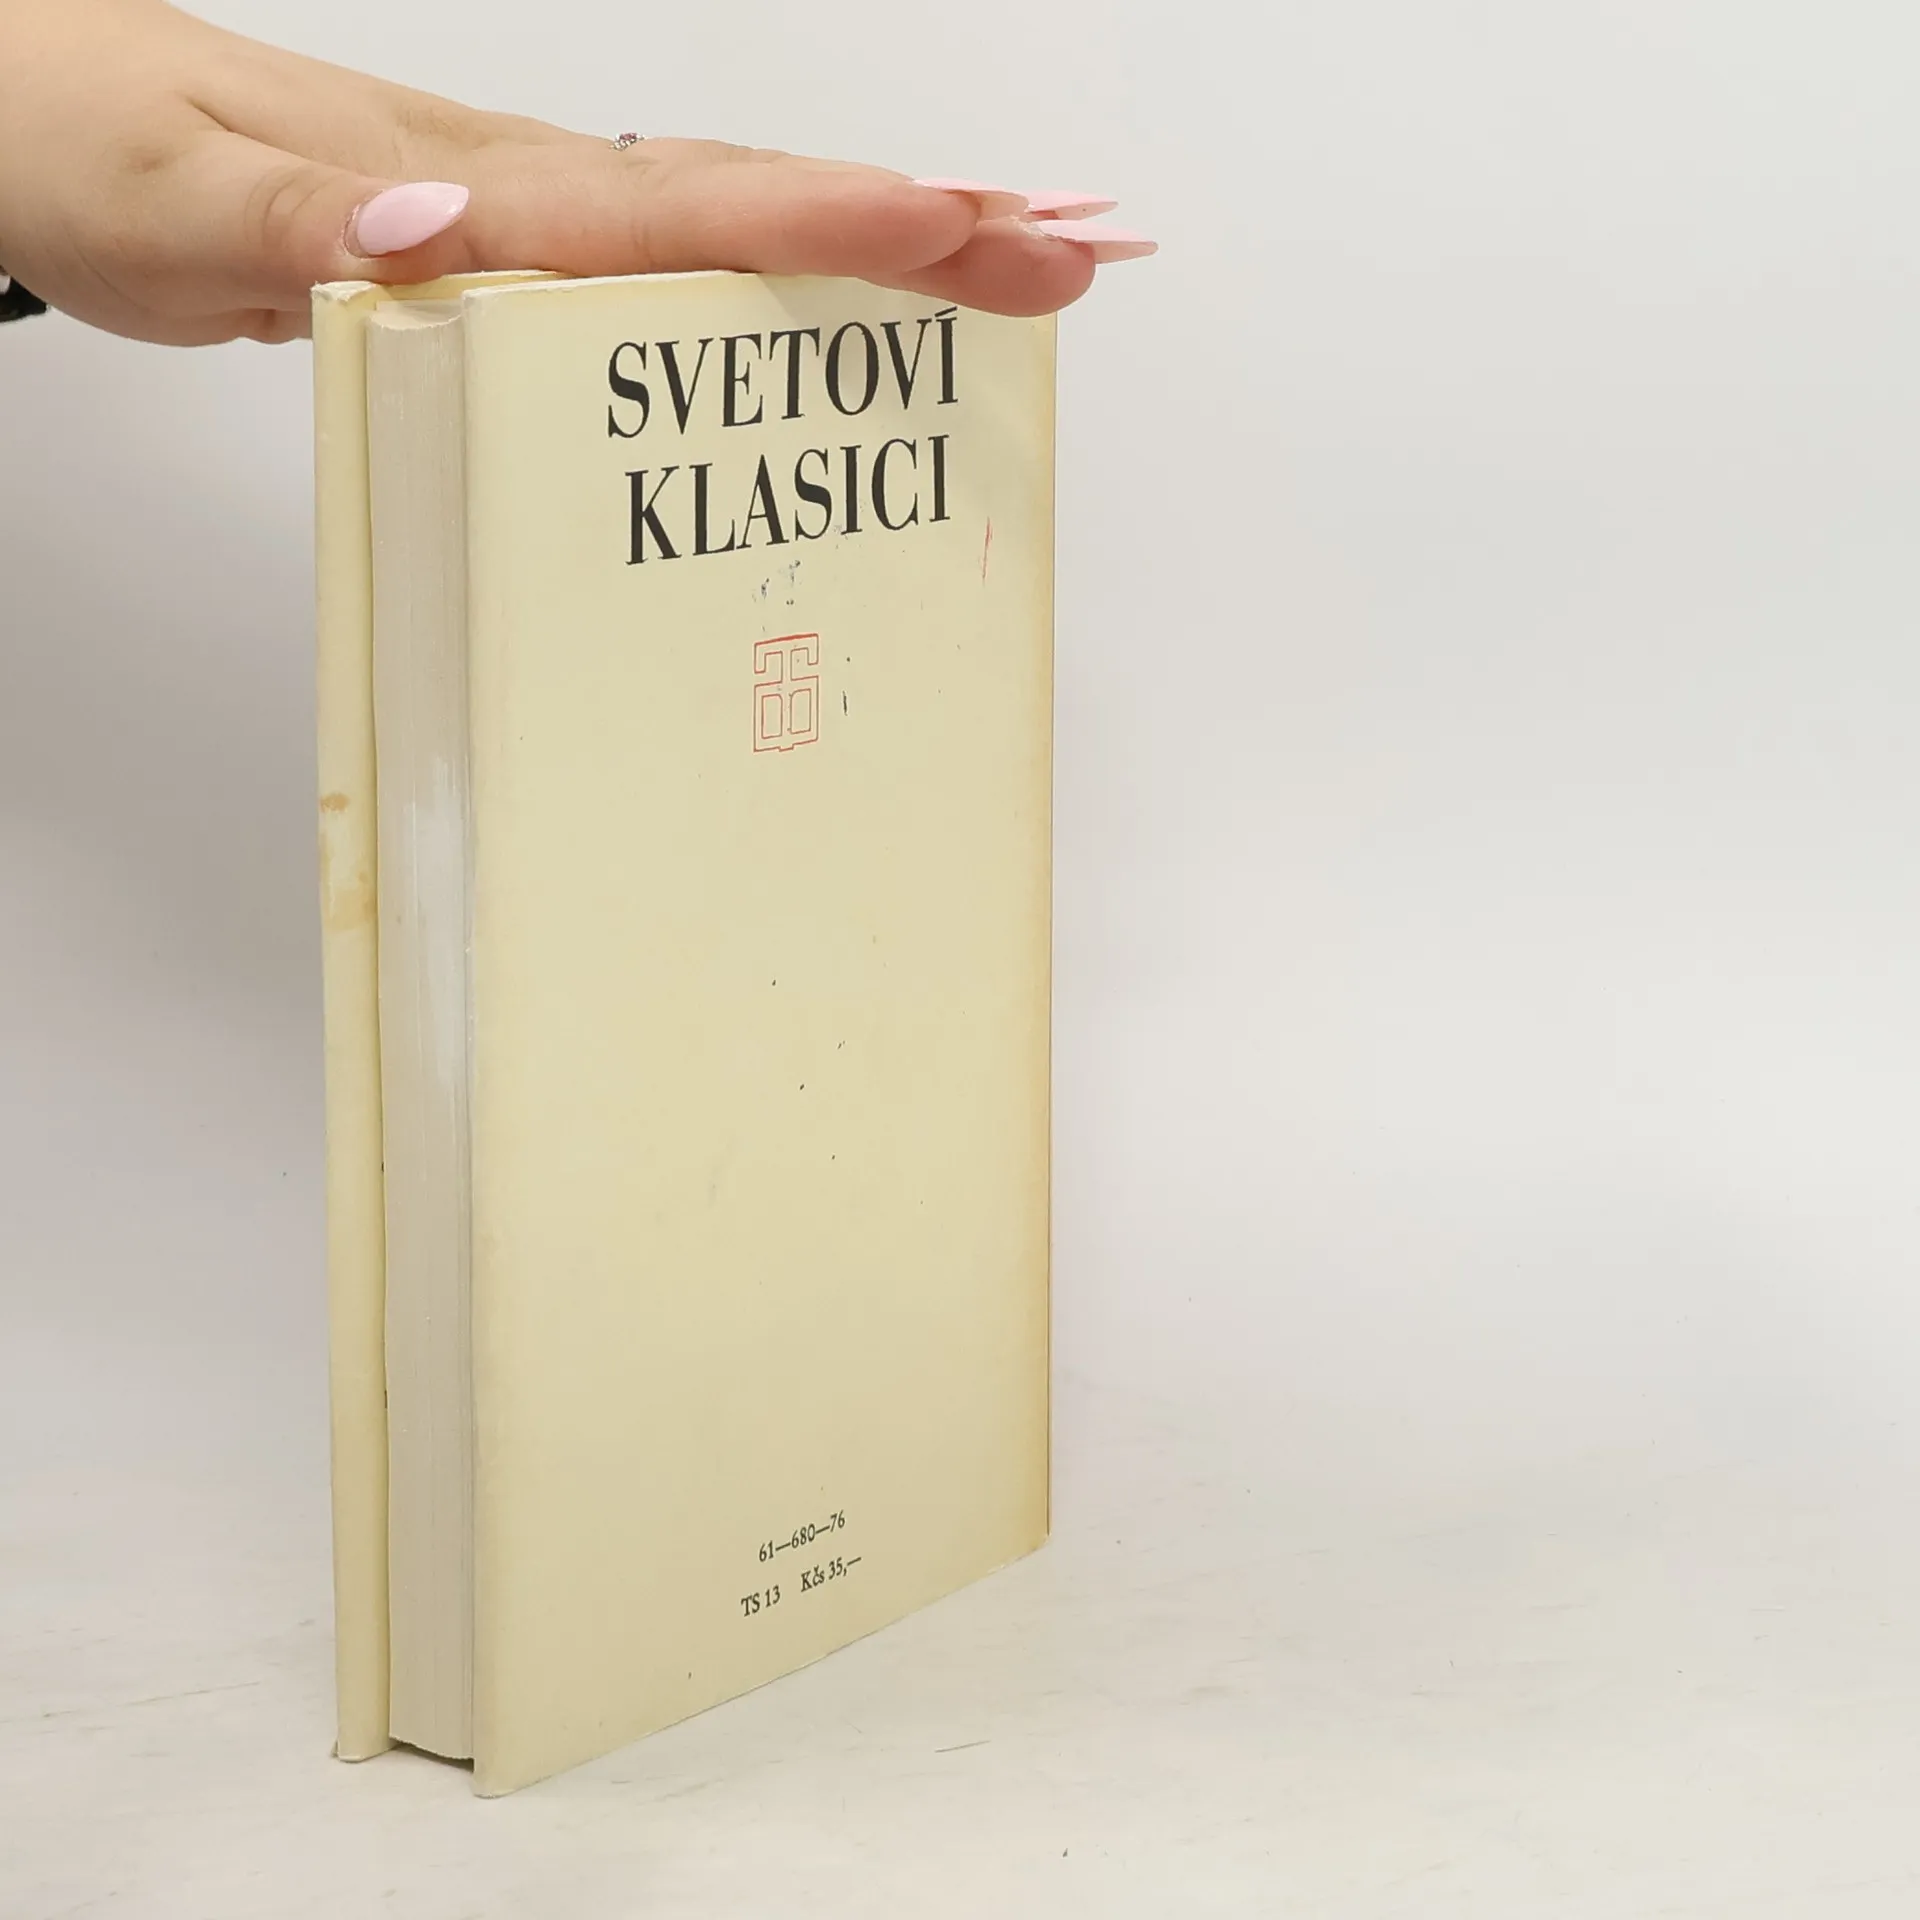 SVETOVÍ
KLASICI
61—680—76
TS 13 Kčs 35,—